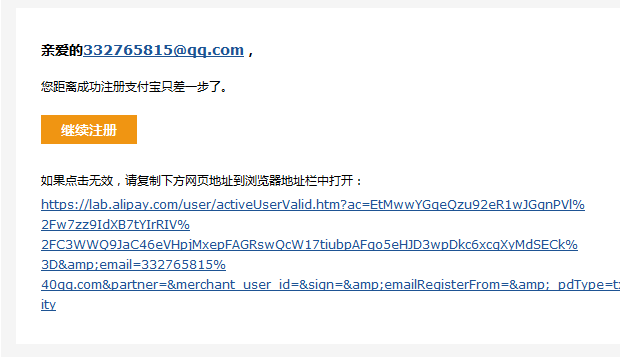 亲爱的332765815@qq.com，
您距离成功注册支付宝只差一步了。
继续注册
如果点击无效，请复制下方网页地址到浏览器地址栏中打开：
https://lab.alipay.com/user/activeUserValid.htm?ac=EtMwwYGqeQzu92eR1wJGqnPVl%
2Fw7zz9IdXB7tYIrRIV%
2FC3WWQ9JaC46eVHpjMxepFAGRswQcW17tiubpAFqo5eHJD3wpDkc6xcqXyMdSECk%
3D&amp;email=332765815%
40qq.com&partner=&merchant_user_id=&sign=&amp;emailRegisterFrom=&amp;_pdType=tx
ity